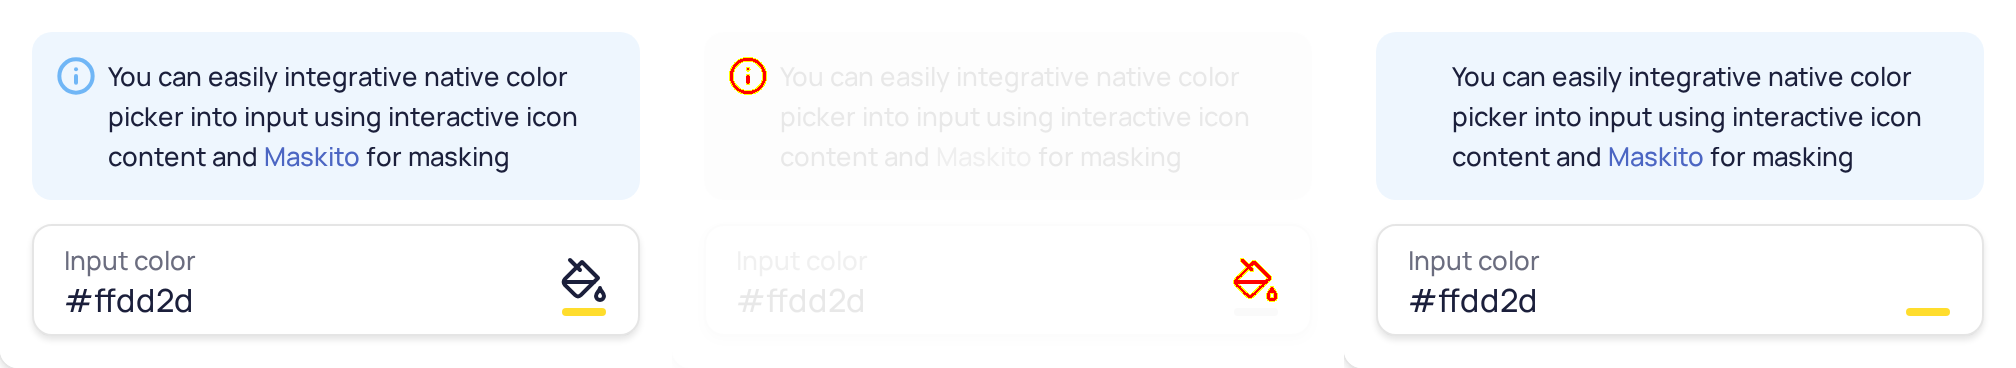 You can easily integrative native color
picker into input using interactive icon
content and Maskito for masking
Input color
#ffdd2d
You can easily integrative native color
picker into input using interactive icon
content and Maskito for masking
Input color
#ffdd2d
You can easily integrative native color
picker into input using interactive icon
content and Maskito for masking
Input color
#ffdd2d